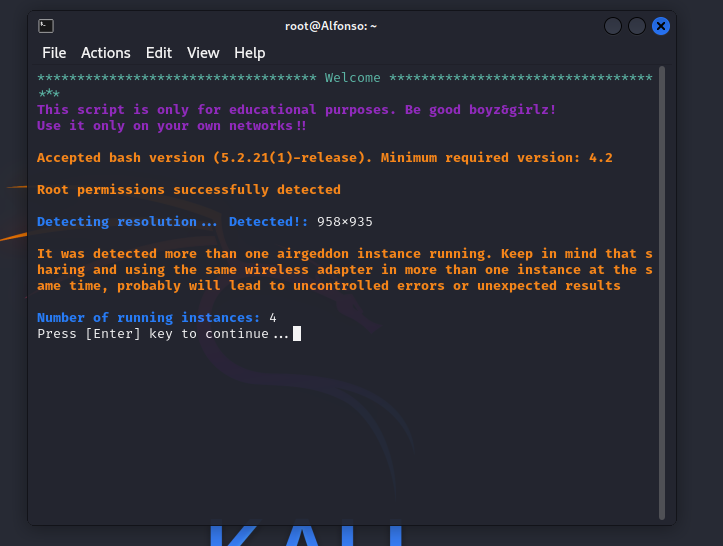 root@Alfonso: ~
File Actions Edit View Help
*********************************** Welcome *********************************
***
This script is only for educational purposes. Be good boyz&girlz!
Use it only on your own networks!!
Accepted bash version (5.2.21(1)-release). Minimum required version: 4.2
Root permissions successfully detected
Detecting resolution... Detected!: 958x935
It was detected more than one airgeddon instance running. Keep in mind that s
haring and using the same wireless adapter in more than one instance at the s
ame time, probably will lead to uncontrolled errors or unexpected results
Number of running instances: 4
Press [Enter] key to continue...
KALI